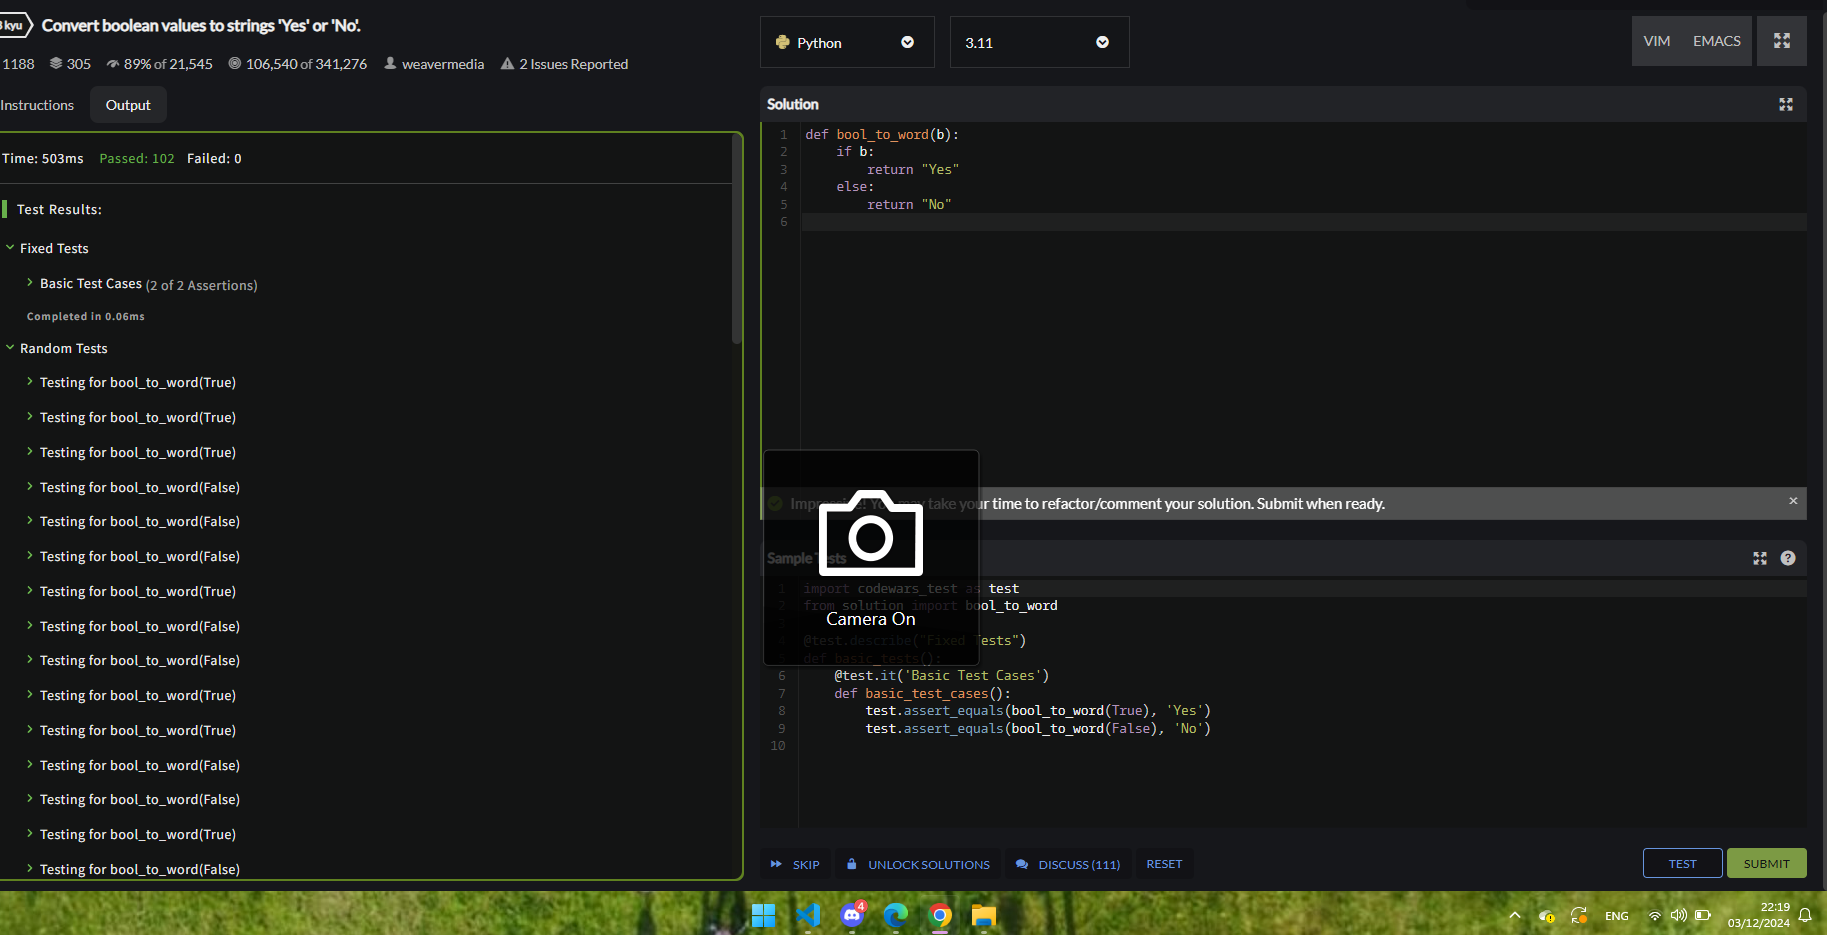 8 kyu Convert boolean values to strings 'Yes' or 'No'.
1188 305 89% of 21,545 106,540 of 341,276 weavermedia 2 Issues Reported
Instructions Output
Time: 503ms Passed: 102 Failed: 0
Test Results:
Fixed Tests
Basic Test Cases (2 of 2 Assertions)
Completed in 0.06ms
Random Tests
Testing for bool_to_word(True)
Testing for bool_to_word(True)
Testing for bool_to_word(True)
Testing for bool_to_word(False)
Testing for bool_to_word(False)
Testing for bool_to_word(False)
Testing for bool_to_word(True)
Testing for bool_to_word(False)
Testing for bool_to_word(False)
Testing for bool_to_word(True)
Testing for bool_to_word(True)
Testing for bool_to_word(False)
Testing for bool_to_word(False)
Testing for bool_to_word(True)
Testing for bool_to_word(False)
Python 3.11 VIM EMACS
Solution
1 def bool_to_word(b):
2 if b:
3 return "Yes"
4 else:
5 return "No"
6
Impressive! You may take your time to refactor/comment your solution. Submit when ready.
Sample Tests
Camera On
1 import codewars_test as test
2 from solution import bool_to_word
@test.describe("Fixed Tests")
def basic_tests():
6 @test.it('Basic Test Cases')
7 def basic_test_cases():
8 test.assert_equals(bool_to_word(True), 'Yes')
9 test.assert_equals(bool_to_word(False), 'No')
10
SKIP UNLOCK SOLUTIONS DISCUSS (111) RESET TEST SUBMIT
4
ENG
22:19
03/12/2024